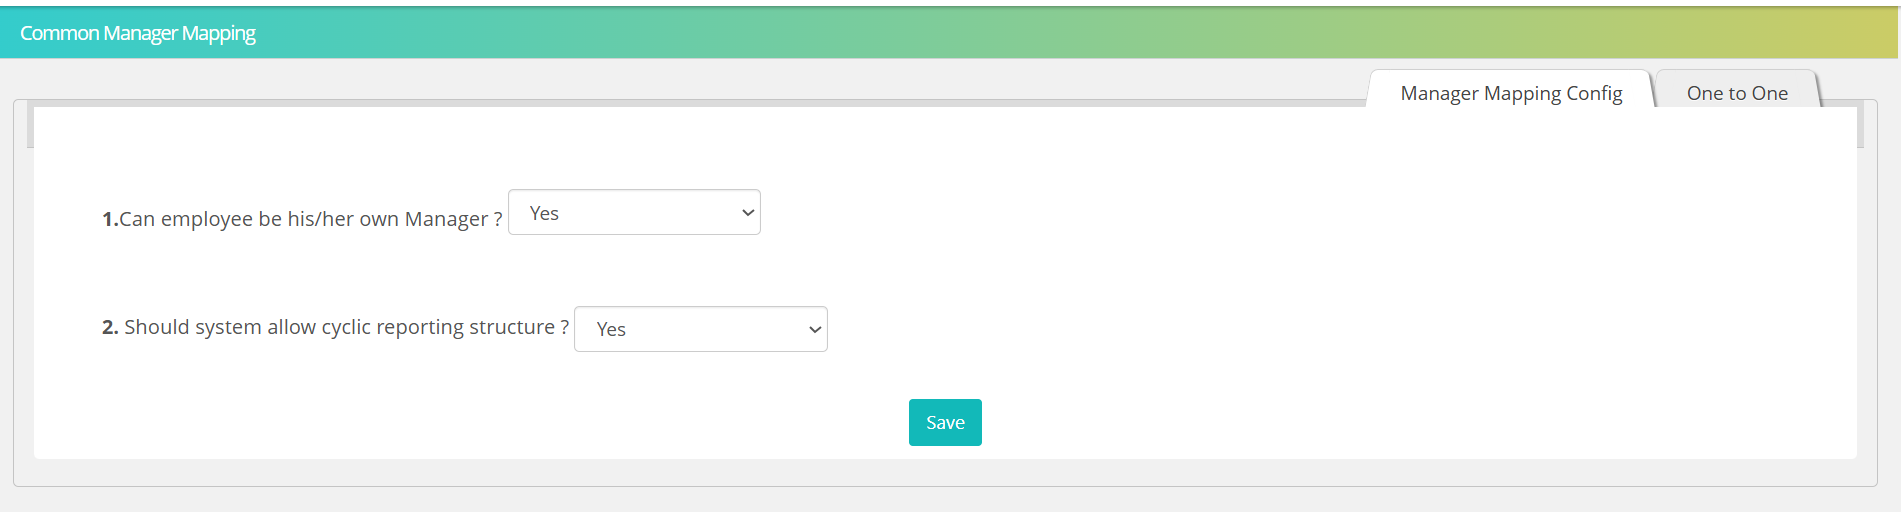 Common Manager Mapping
Manager Mapping Config
One to One
1.Can employee be his/her own Manager ? Yes
2. Should system allow cyclic reporting structure ? Yes
Save